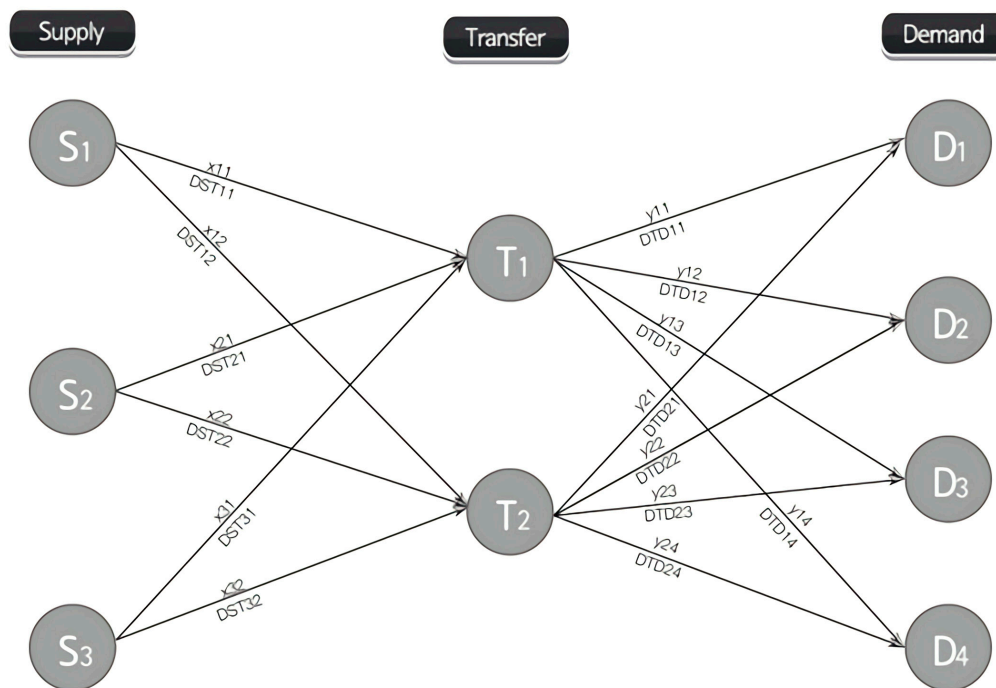 Supply
Transfer
Demand
S1
S2
S3
T1
T2
D1
D2
D3
D4
x11
DST11
x12
DST12
x21
DST21
x22
DST22
x31
DST31
x32
DST32
y11
DTD11
y12
DTD12
y13
DTD13
y14
DTD14
y21
DTD21
y22
DTD22
y23
DTD23
y24
DTD24